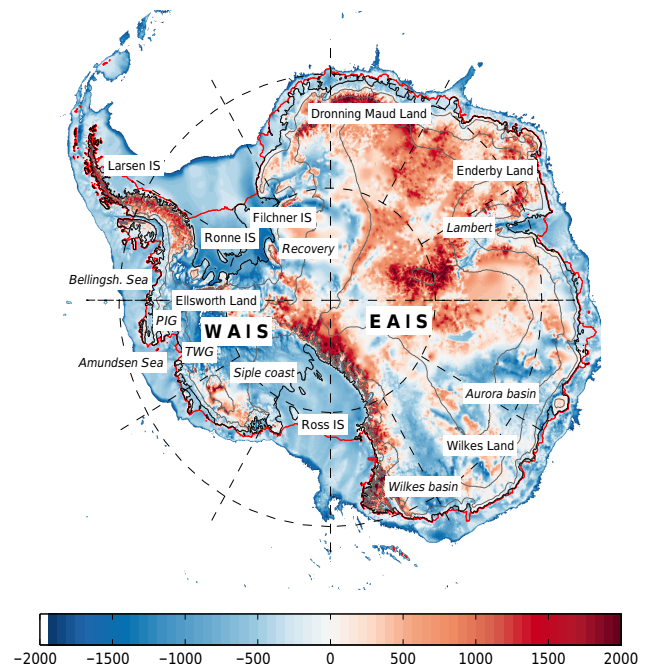 Dronning Maud Land
Larsen IS
Enderby Land
Filchner IS
Lambert
Ronne IS
Recovery
Bellingsh. Sea
Ellsworth Land
PIG
WAIS
EAIS
TWG
Amundsen Sea
Siple coast
Aurora basin
Ross IS
Wilkes Land
Wilkes basin
−2000 −1500 −1000 −500 0 500 1000 1500 2000